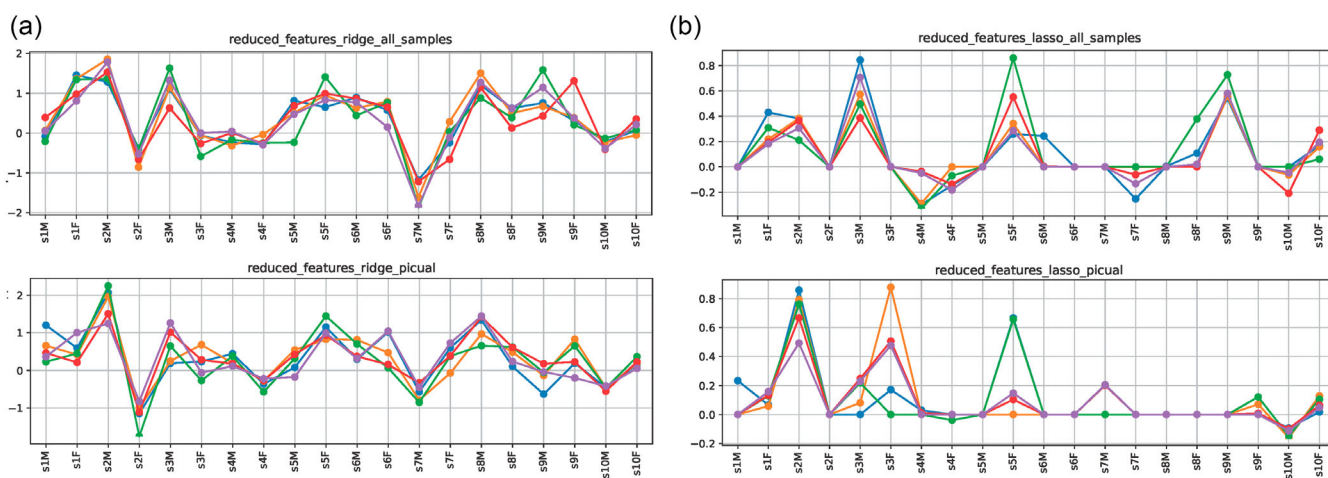 (a)
reduced_features_ridge_all_samples
2
1
0
−1
−2
s1M s1F s2M s2F s3M s3F s4M s4F s5M s5F s6M s6F s7M s7F s8M s8F s9M s9F s10M s10F
reduced_features_ridge_picual
2
1
0
−1
s1M s1F s2M s2F s3M s3F s4M s4F s5M s5F s6M s6F s7M s7F s8M s8F s9M s9F s10M s10F
(b)
reduced_features_lasso_all_samples
0.8
0.6
0.4
0.2
0.0
−0.2
s1M s1F s2M s2F s3M s3F s4M s4F s5M s5F s6M s6F s7M s7F s8M s8F s9M s9F s10M s10F
reduced_features_lasso_picual
0.8
0.6
0.4
0.2
0.0
−0.2
s1M s1F s2M s2F s3M s3F s4M s4F s5M s5F s6M s6F s7M s7F s8M s8F s9M s9F s10M s10F